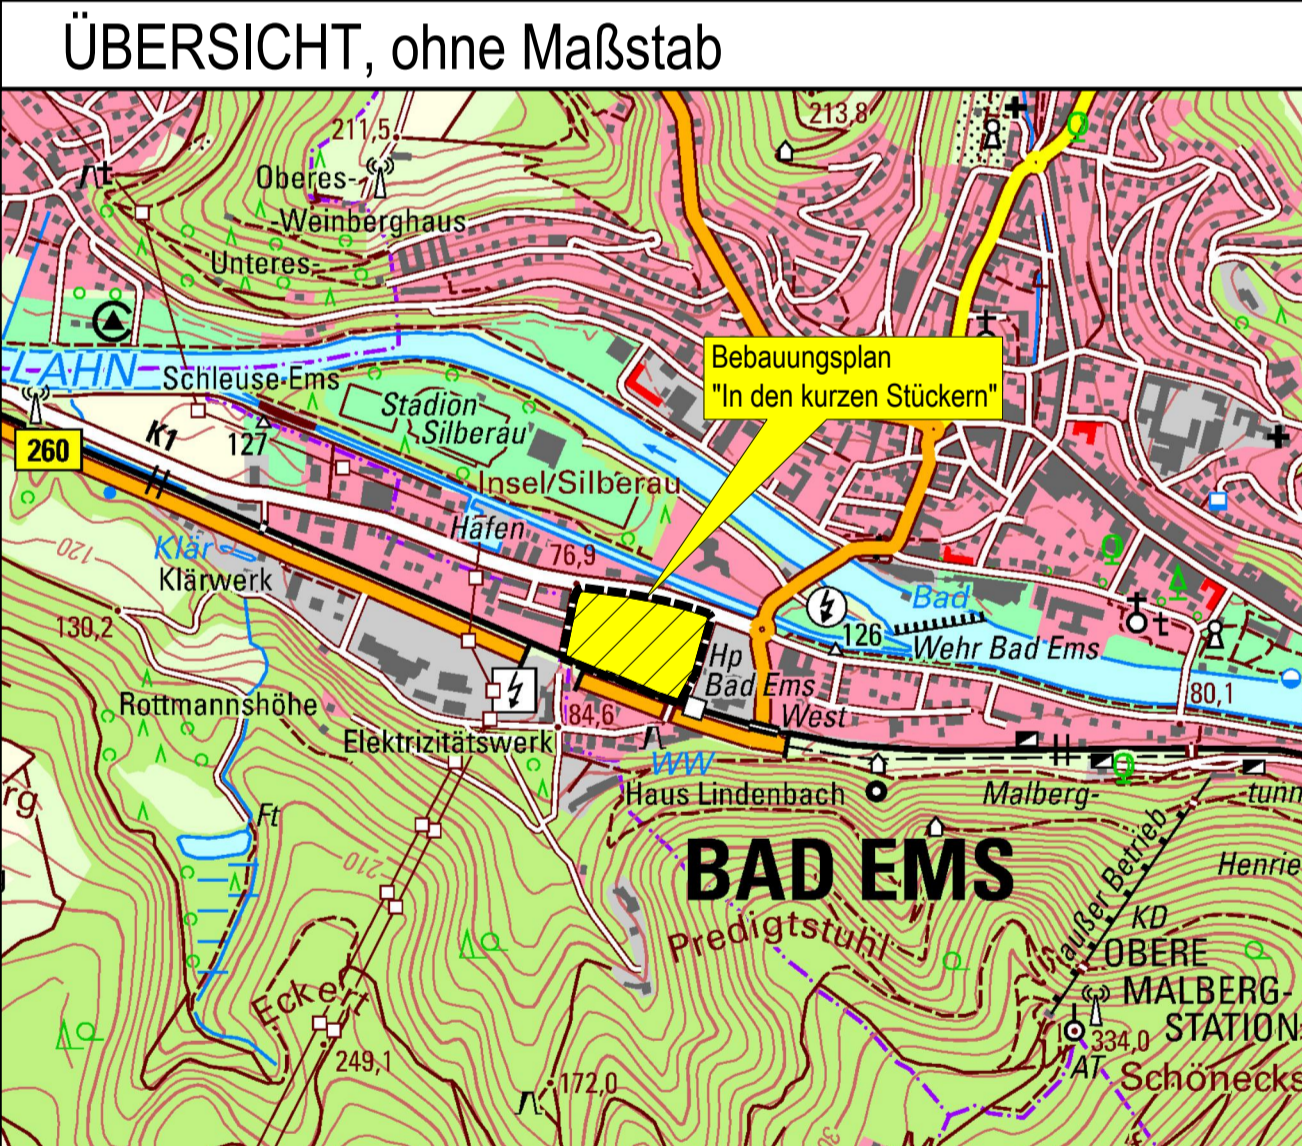 ÜBERSICHT, ohne Maßstab
213,8
211,5
Oberes-
-Weinberghaus
Unteres-
LAHN
Schleuse Ems
Stadion
Silberau
Bebauungsplan
"In den kurzen Stückern"
260
K1
127
Insel/Silberau
Hafen
76,9
120
Klär
Klärwerk
130,2
Bad
126
Wehr Bad Ems
Hp
Bad Ems
West
80,1
Rottmannshöhe
84,6
Elektrizitätswerk
WW
Haus Lindenbach
Malberg-
tunn
rg
Ft
210
BAD EMS
Predigtstuhl
außer Betrieb
Henrie
KD
OBERE
MALBERG-
STATION
Eckert
249,1
334,0
AT
Schönecks
172,0